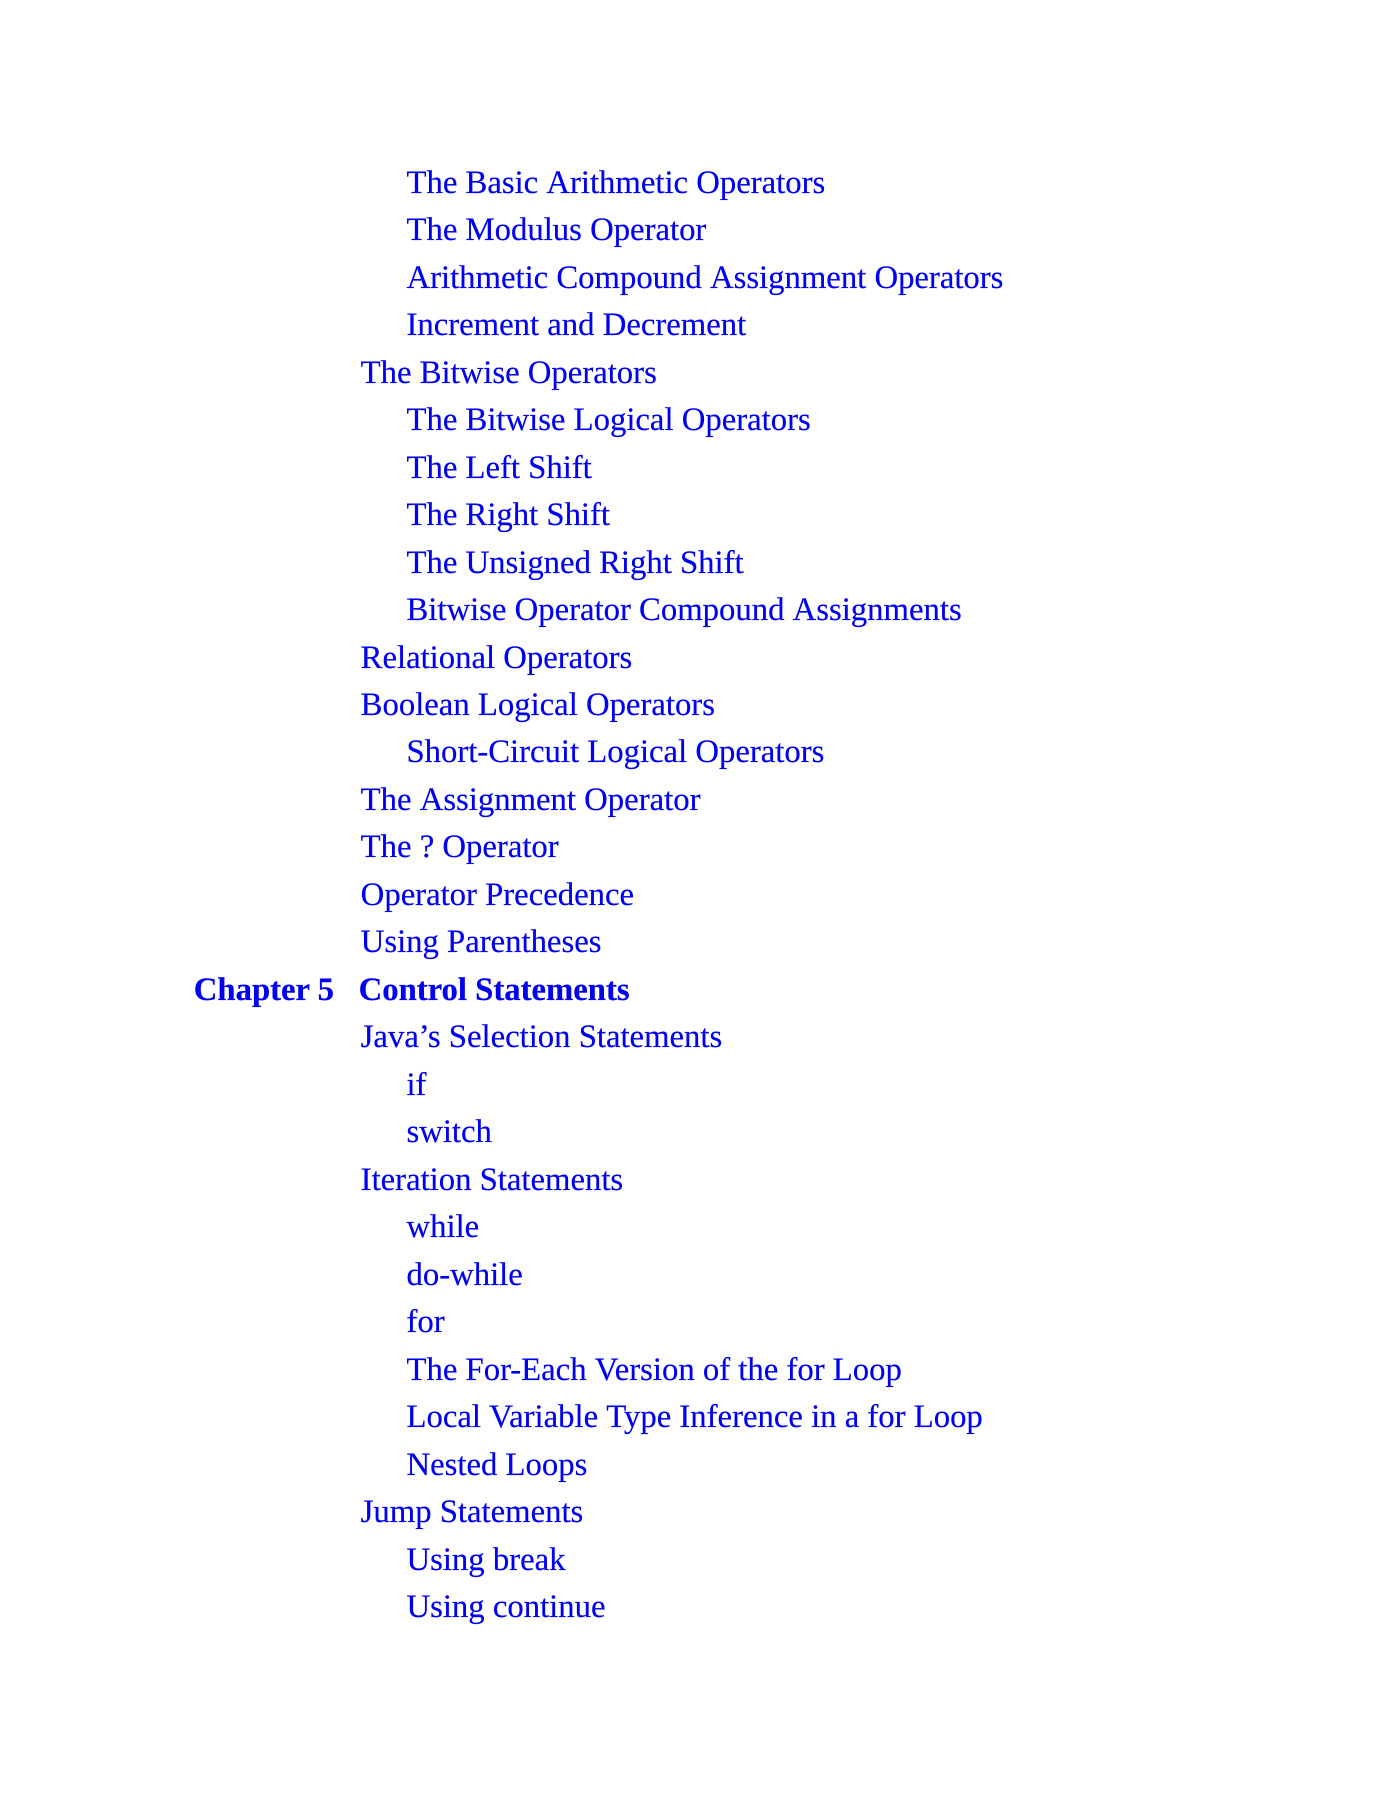 The Basic Arithmetic Operators
The Modulus Operator
Arithmetic Compound Assignment Operators
Increment and Decrement
The Bitwise Operators
The Bitwise Logical Operators
The Left Shift
The Right Shift
The Unsigned Right Shift
Bitwise Operator Compound Assignments
Relational Operators
Boolean Logical Operators
Short-Circuit Logical Operators
The Assignment Operator
The ? Operator
Operator Precedence
Using Parentheses
Chapter 5 Control Statements
Java’s Selection Statements
if
switch
Iteration Statements
while
do-while
for
The For-Each Version of the for Loop
Local Variable Type Inference in a for Loop
Nested Loops
Jump Statements
Using break
Using continue